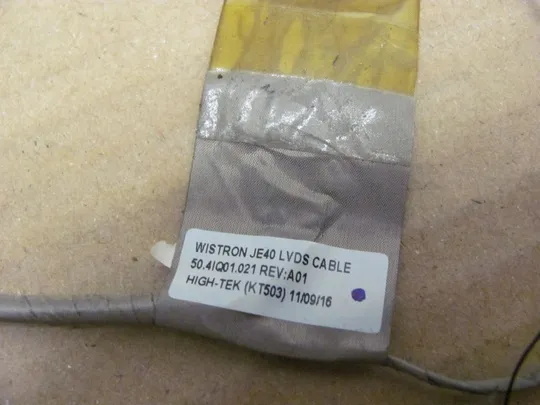 WISTRON JE40 LVDS CABLE
50.4IQ01.021 REV:A01
HIGH-TEK (KT503) 11/09/16